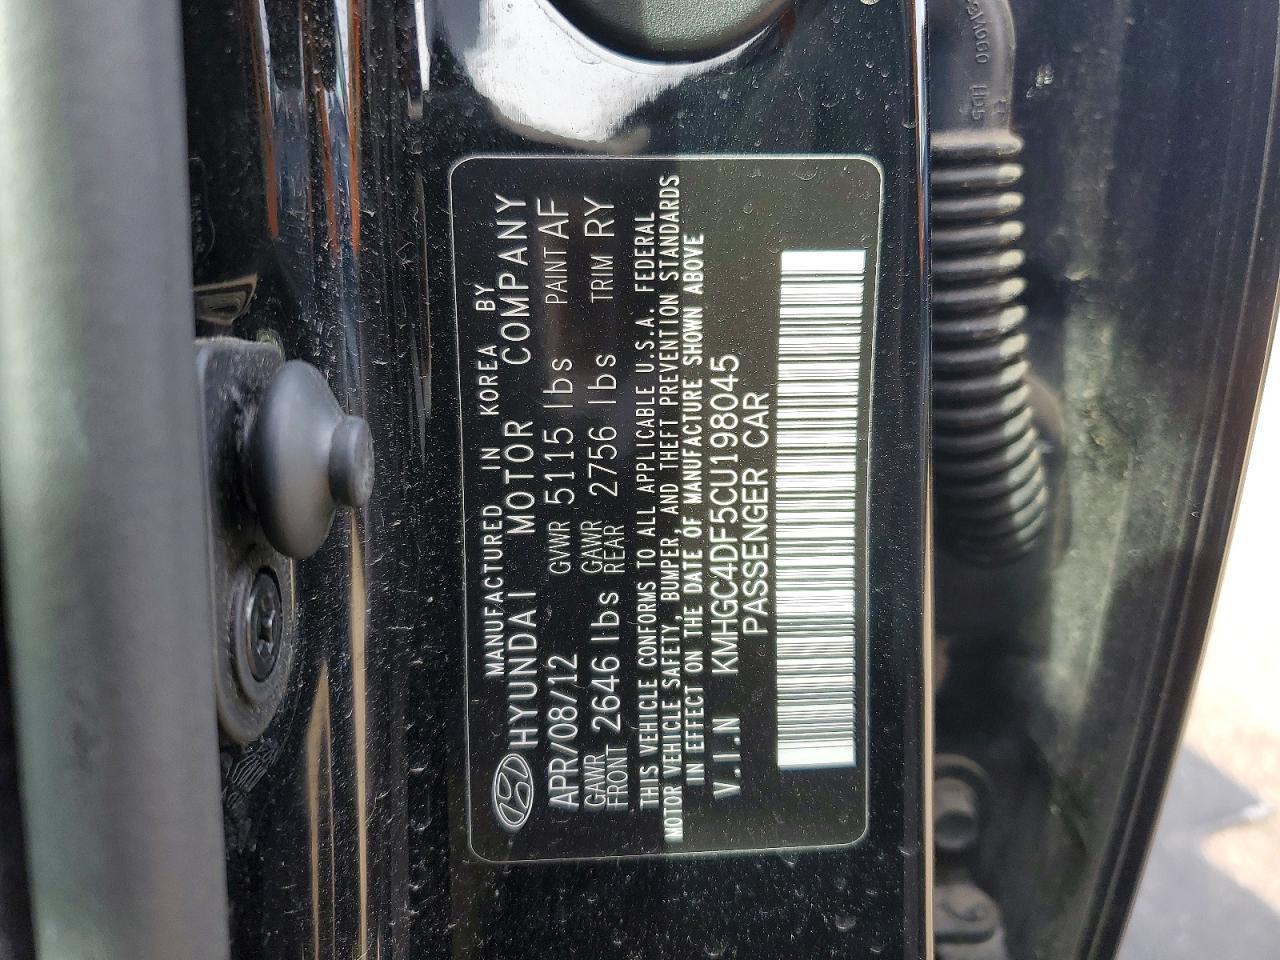 MANUFACTURED IN KOREA BY
HYUNDAI MOTOR COMPANY
APR/08/12 GVWR 5115 lbs PAINT AF
GAWR FRONT 2646 lbs GAWR REAR 2756 lbs TRIM RY
THIS VEHICLE CONFORMS TO ALL APPLICABLE U.S.A. FEDERAL
MOTOR VEHICLE SAFETY, BUMPER, AND THEFT PREVENTION STANDARDS
IN EFFECT ON THE DATE OF MANUFACTURE SHOWN ABOVE
V.I.N KMHGC4DF5CU198045
PASSENGER CAR